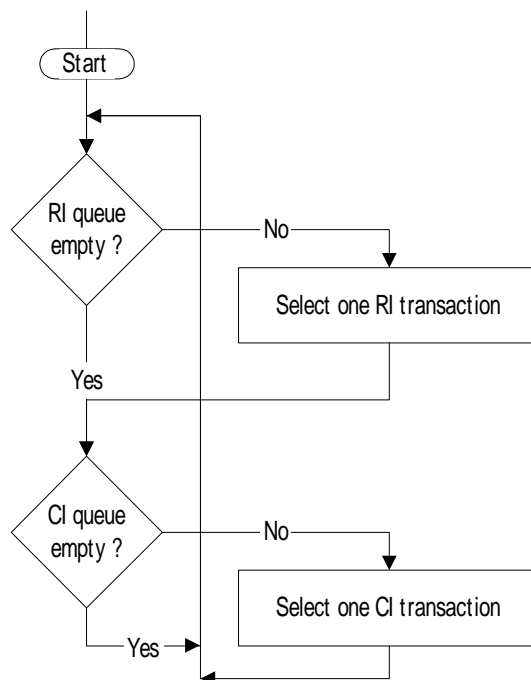 Start
RI queue
empty ?
No
Select one RI transaction
Yes
CI queue
empty ?
No
Select one CI transaction
Yes